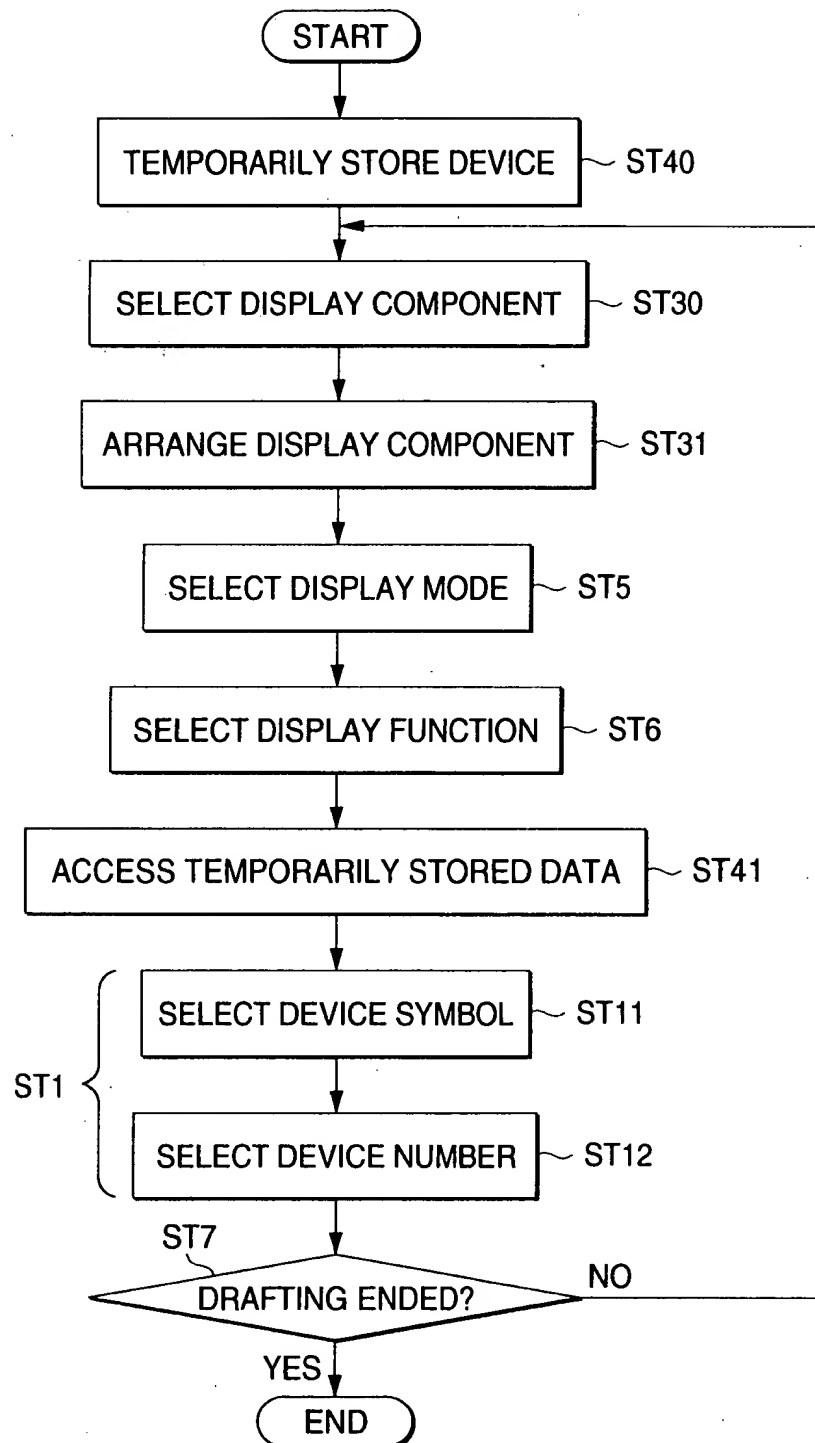 START
TEMPORARILY STORE DEVICE
ST40
SELECT DISPLAY COMPONENT
ST30
ARRANGE DISPLAY COMPONENT
ST31
SELECT DISPLAY MODE
ST5
SELECT DISPLAY FUNCTION
ST6
ACCESS TEMPORARILY STORED DATA
ST41
ST1
SELECT DEVICE SYMBOL
ST11
SELECT DEVICE NUMBER
ST12
ST7
DRAFTING ENDED?
NO
YES
END